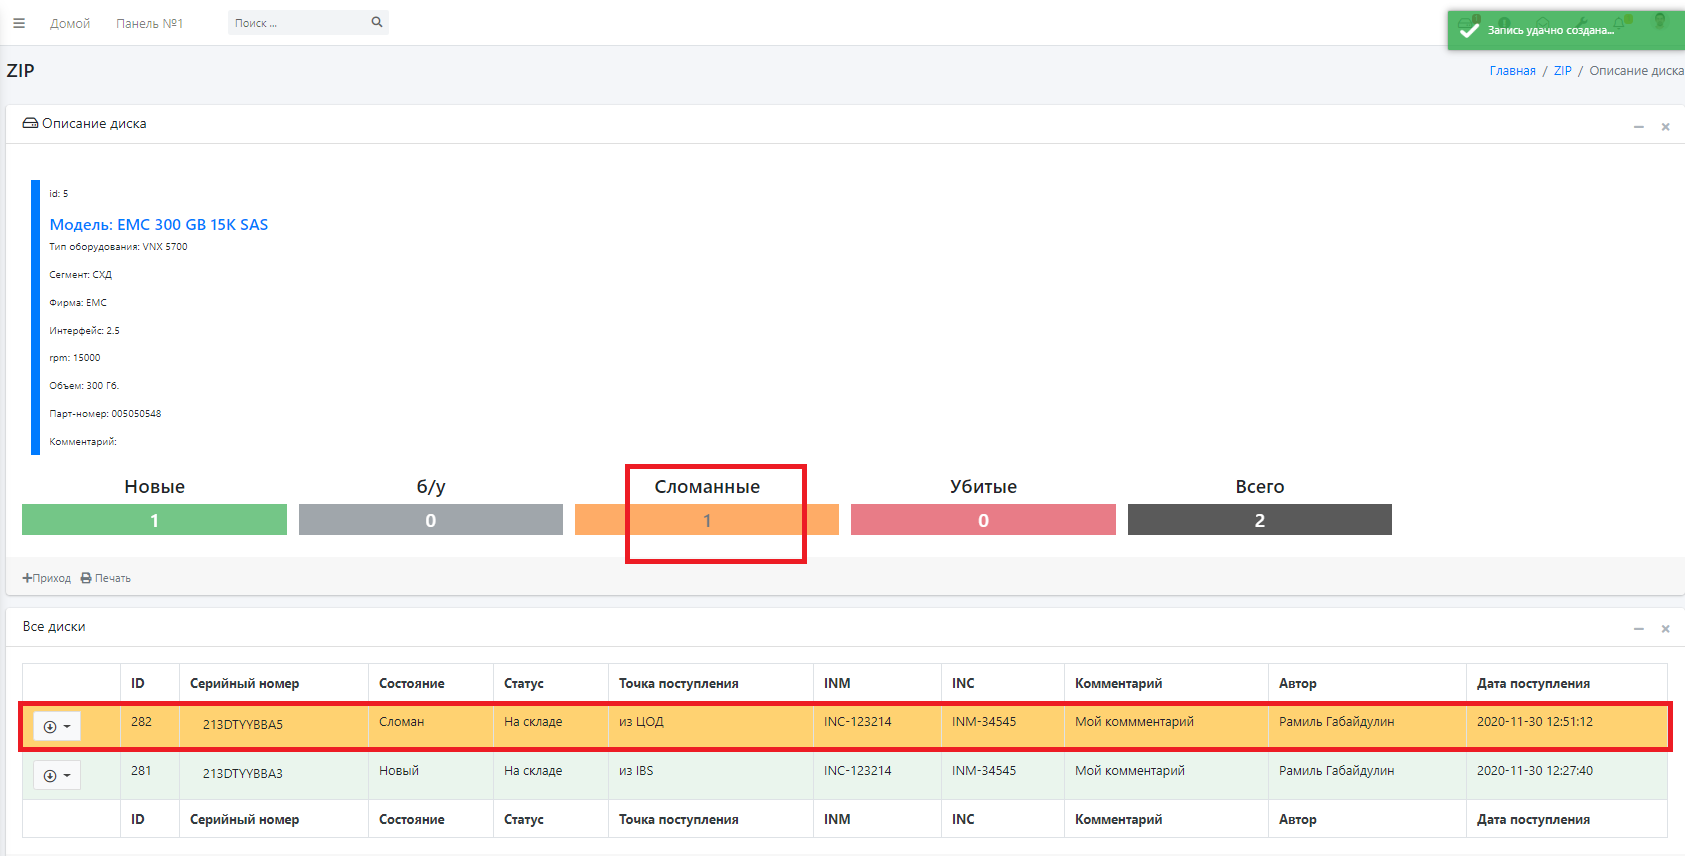 Домой Панель №1 Поиск ...
Запись удачно создана...
ZIP
Главная / ZIP / Описание диска
Описание диска
id: 5
Модель: EMC 300 GB 15K SAS
Тип оборудования: VNX 5700
Сегмент: СХД
Фирма: EMC
Интерфейс: 2.5
rpm: 15000
Объем: 300 Гб.
Парт-номер: 005050548
Комментарий:
Новые б/у Сломанные Убитые Всего
1 0 1 0 2
Приход Печать
Все диски
ID Серийный номер Состояние Статус Точка поступления INM INC Комментарий Автор Дата поступления
282 213DTYYBBA5 Сломан На складе из ЦОД INC-123214 INM-34545 Мой коммментарий Рамиль Габайдулин 2020-11-30 12:51:12
281 213DTYYBBA3 Новый На складе из IBS INC-123214 INM-34545 Мой комментарий Рамиль Габайдулин 2020-11-30 12:27:40
ID Серийный номер Состояние Статус Точка поступления INM INC Комментарий Автор Дата поступления